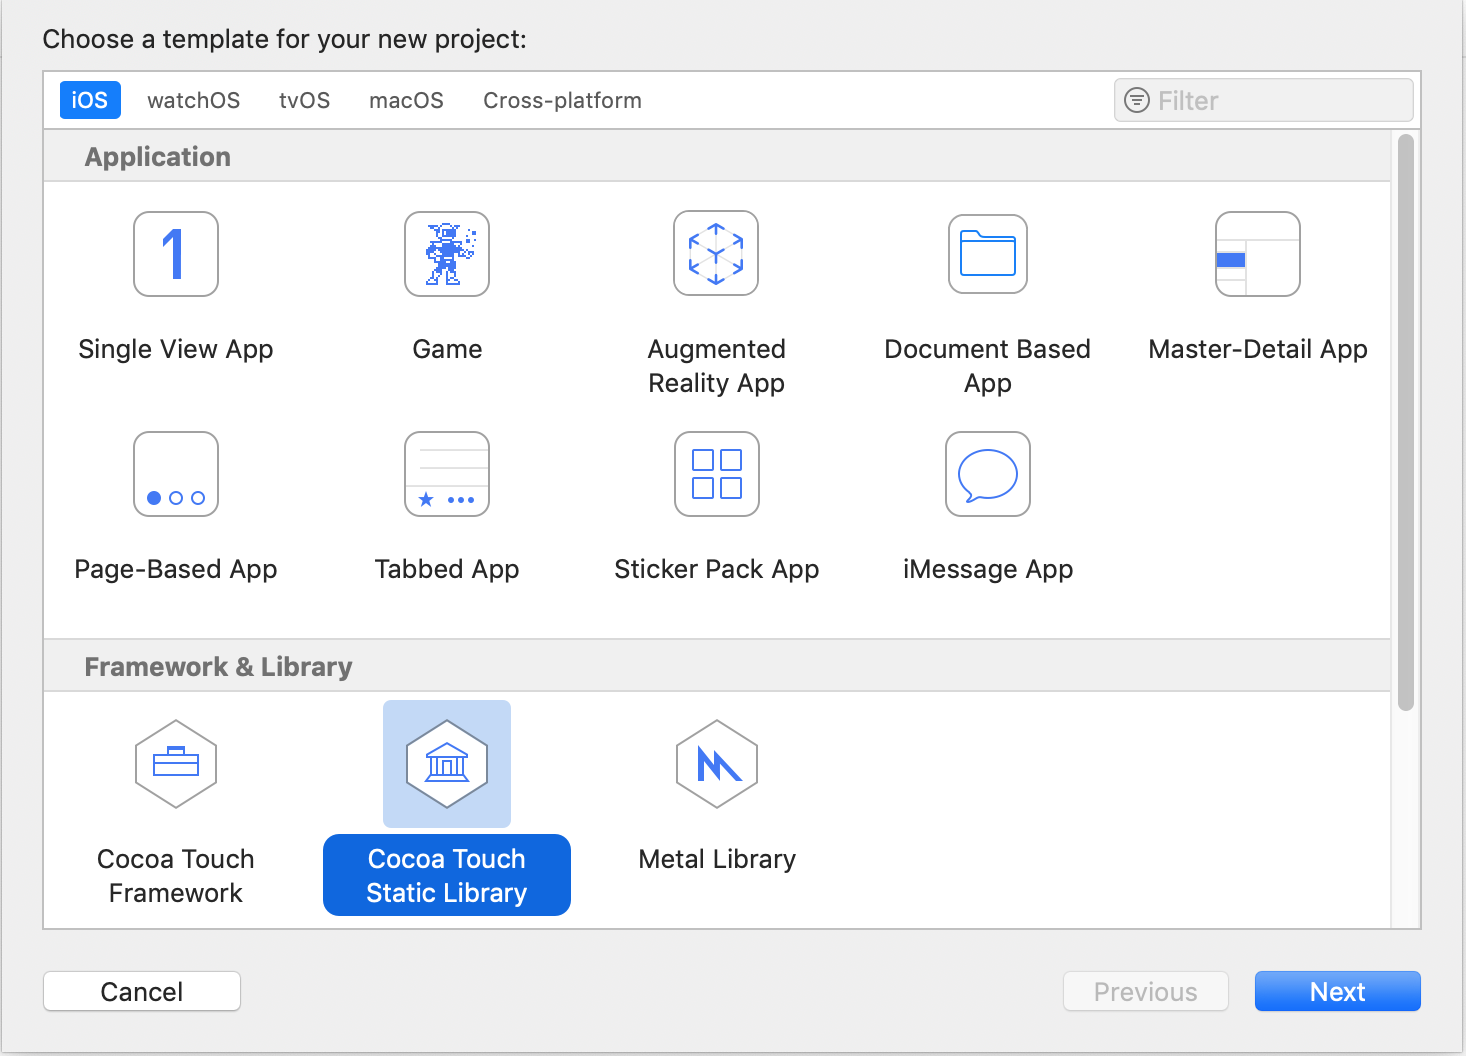 Choose a template for your new project:
iOS watchOS tvOS macOS Cross-platform Filter
Application
1
Single View App Game Augmented Reality App Document Based App Master-Detail App
Page-Based App Tabbed App Sticker Pack App iMessage App
Framework & Library
Cocoa Touch Framework Cocoa Touch Static Library Metal Library
Cancel Previous Next